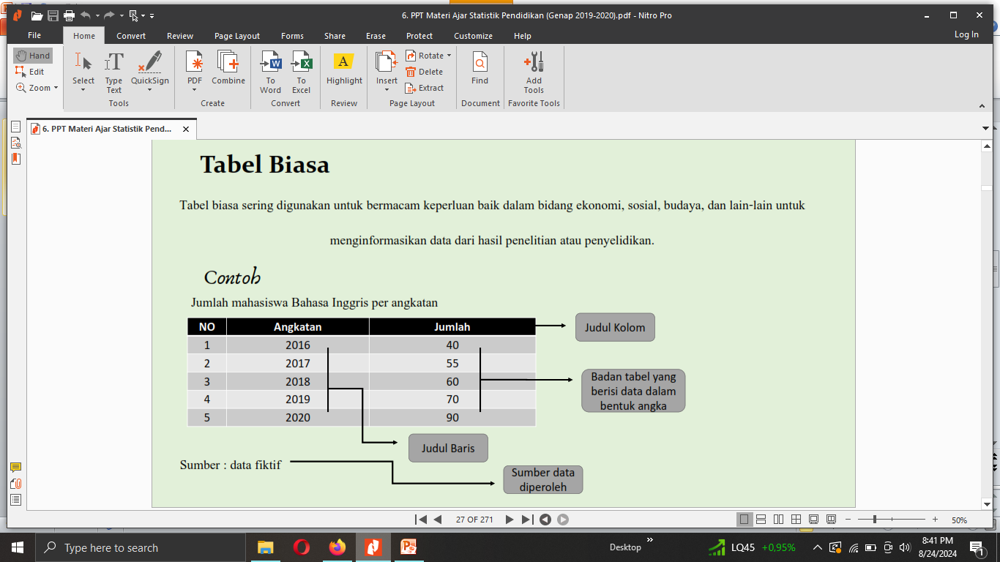 6. PPT Materi Ajar Statistik Pendidikan (Genap 2019-2020).pdf - Nitro Pro
File Home Convert Review Page Layout Forms Share Erase Protect Customize Help Log In
Hand
Edit
Zoom
Select
Type Text
QuickSign
Tools
PDF
Combine
Create
To Word
To Excel
Convert
Highlight
Review
Insert
Rotate
Delete
Extract
Page Layout
Find
Document
Add Tools
Favorite Tools
6. PPT Materi Ajar Statistik Pend...
Tabel Biasa
Tabel biasa sering digunakan untuk bermacam keperluan baik dalam bidang ekonomi, sosial, budaya, dan lain-lain untuk
menginformasikan data dari hasil penelitian atau penyelidikan.
Contoh
Jumlah mahasiswa Bahasa Inggris per angkatan
NO Angkatan Jumlah
1 2016 40
2 2017 55
3 2018 60
4 2019 70
5 2020 90
Judul Kolom
Badan tabel yang
berisi data dalam
bentuk angka
Judul Baris
Sumber : data fiktif
Sumber data
diperoleh
27 OF 271
50%
Type here to search
Desktop
LQ45 +0,95%
8:41 PM
8/24/2024
1